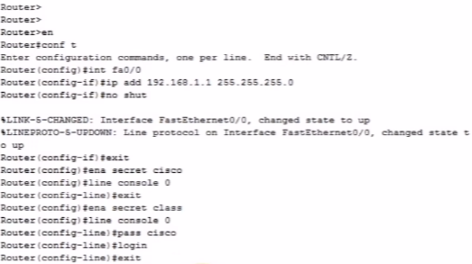 Router>
Router>
Router>en
Router#conf t
Enter configuration commands, one per line.  End with CNTL/Z.
Router(config)#int fa0/0
Router(config-if)#ip add 192.168.1.1 255.255.255.0
Router(config-if)#no shut

%LINK-5-CHANGED: Interface FastEthernet0/0, changed state to up
%LINEPROTO-5-UPDOWN: Line protocol on Interface FastEthernet0/0, changed state t
o up
Router(config-if)#exit
Router(config)#ena secret cisco
Router(config)#line console 0
Router(config-line)#exit
Router(config)#ena secret class
Router(config)#line console 0
Router(config-line)#pass cisco
Router(config-line)#login
Router(config-line)#exit